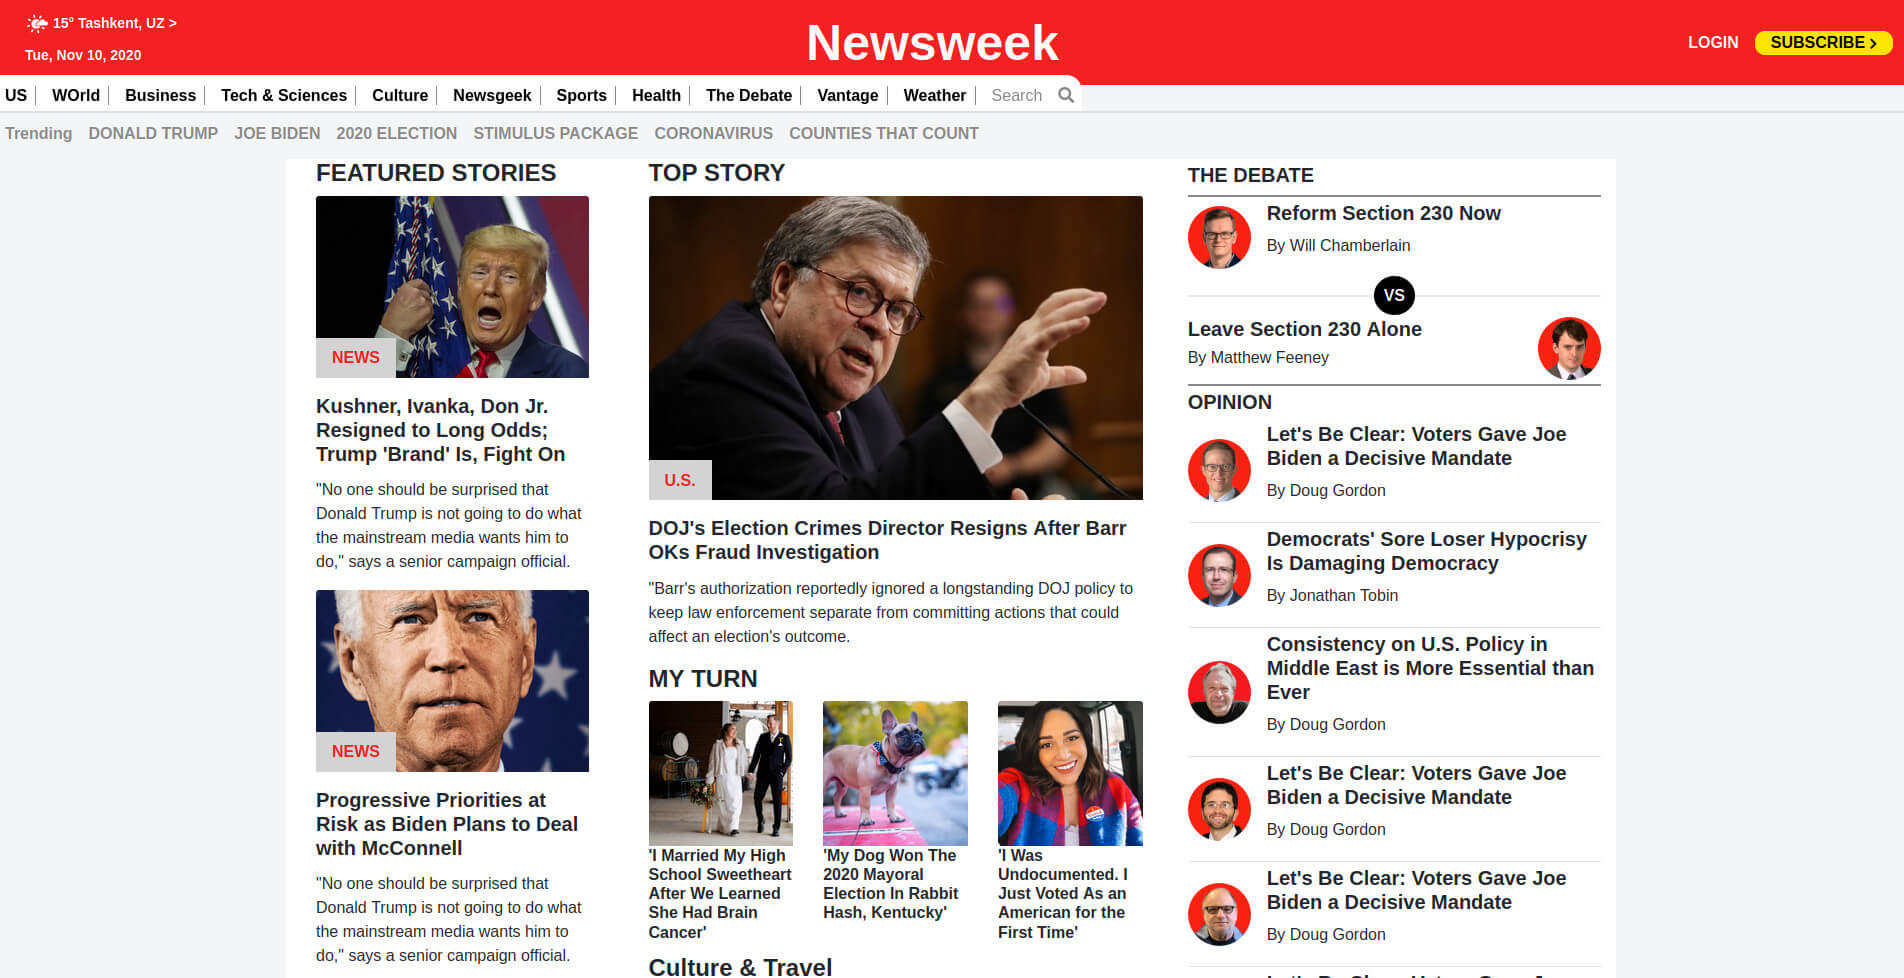 15° Tashkent, UZ >
Tue, Nov 10, 2020
Newsweek
LOGIN
SUBSCRIBE >
US
WOrld
Business
Tech & Sciences
Culture
Newsgeek
Sports
Health
The Debate
Vantage
Weather
Search
Trending
DONALD TRUMP
JOE BIDEN
2020 ELECTION
STIMULUS PACKAGE
CORONAVIRUS
COUNTIES THAT COUNT
FEATURED STORIES
NEWS
Kushner, Ivanka, Don Jr.
Resigned to Long Odds;
Trump 'Brand' Is, Fight On
"No one should be surprised that
Donald Trump is not going to do what
the mainstream media wants him to
do," says a senior campaign official.
NEWS
Progressive Priorities at
Risk as Biden Plans to Deal
with McConnell
"No one should be surprised that
Donald Trump is not going to do what
the mainstream media wants him to
do," says a senior campaign official.
TOP STORY
U.S.
DOJ's Election Crimes Director Resigns After Barr
OKs Fraud Investigation
"Barr's authorization reportedly ignored a longstanding DOJ policy to
keep law enforcement separate from committing actions that could
affect an election's outcome.
MY TURN
'I Married My High
School Sweetheart
After We Learned
She Had Brain
Cancer'
'My Dog Won The
2020 Mayoral
Election In Rabbit
Hash, Kentucky'
'I Was
Undocumented. I
Just Voted As an
American for the
First Time'
Culture & Travel
THE DEBATE
Reform Section 230 Now
By Will Chamberlain
VS
Leave Section 230 Alone
By Matthew Feeney
OPINION
Let's Be Clear: Voters Gave Joe
Biden a Decisive Mandate
By Doug Gordon
Democrats' Sore Loser Hypocrisy
Is Damaging Democracy
By Jonathan Tobin
Consistency on U.S. Policy in
Middle East is More Essential than
Ever
By Doug Gordon
Let's Be Clear: Voters Gave Joe
Biden a Decisive Mandate
By Doug Gordon
Let's Be Clear: Voters Gave Joe
Biden a Decisive Mandate
By Doug Gordon